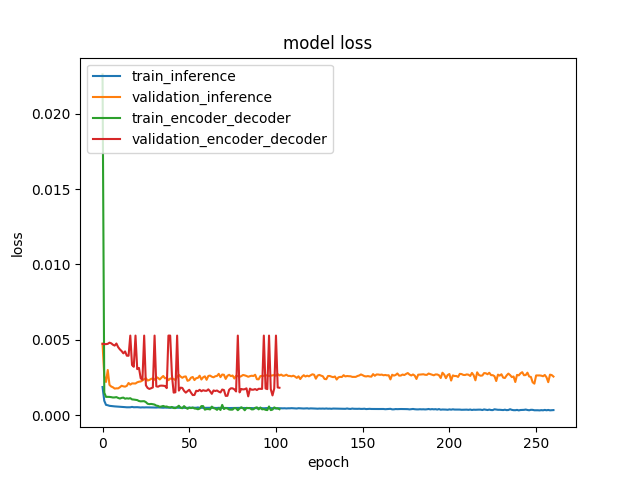 model loss
train_inference
validation_inference
train_encoder_decoder
validation_encoder_decoder
0.020
0.015
0.010
0.005
0.000
loss
0 50 100 150 200 250
epoch